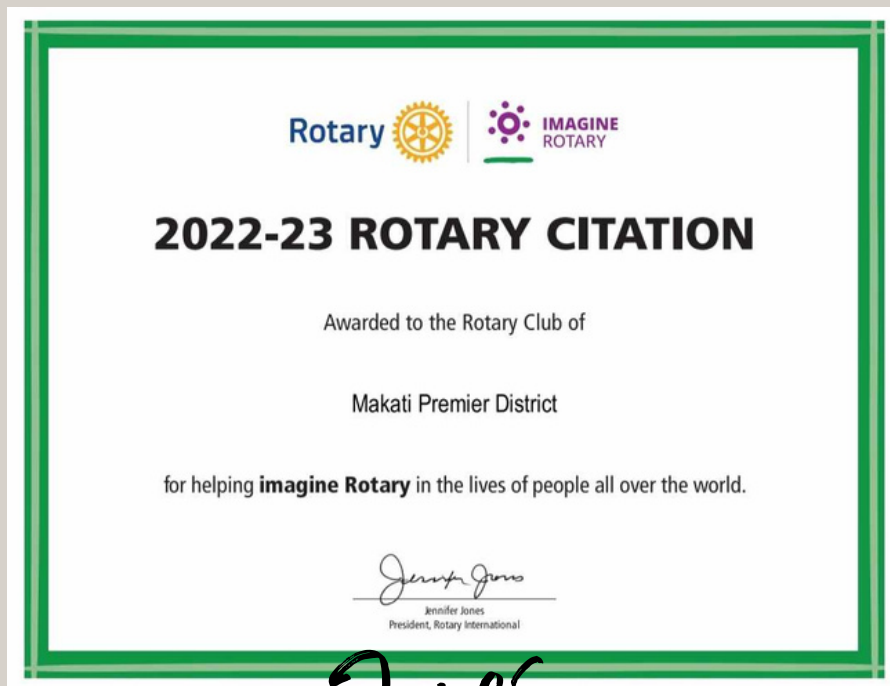 Rotary
IMAGINE
ROTARY
2022-23 ROTARY CITATION
Awarded to the Rotary Club of
Makati Premier District
for helping imagine Rotary in the lives of people all over the world.
Jennifer Jones
Jennifer Jones
President, Rotary International